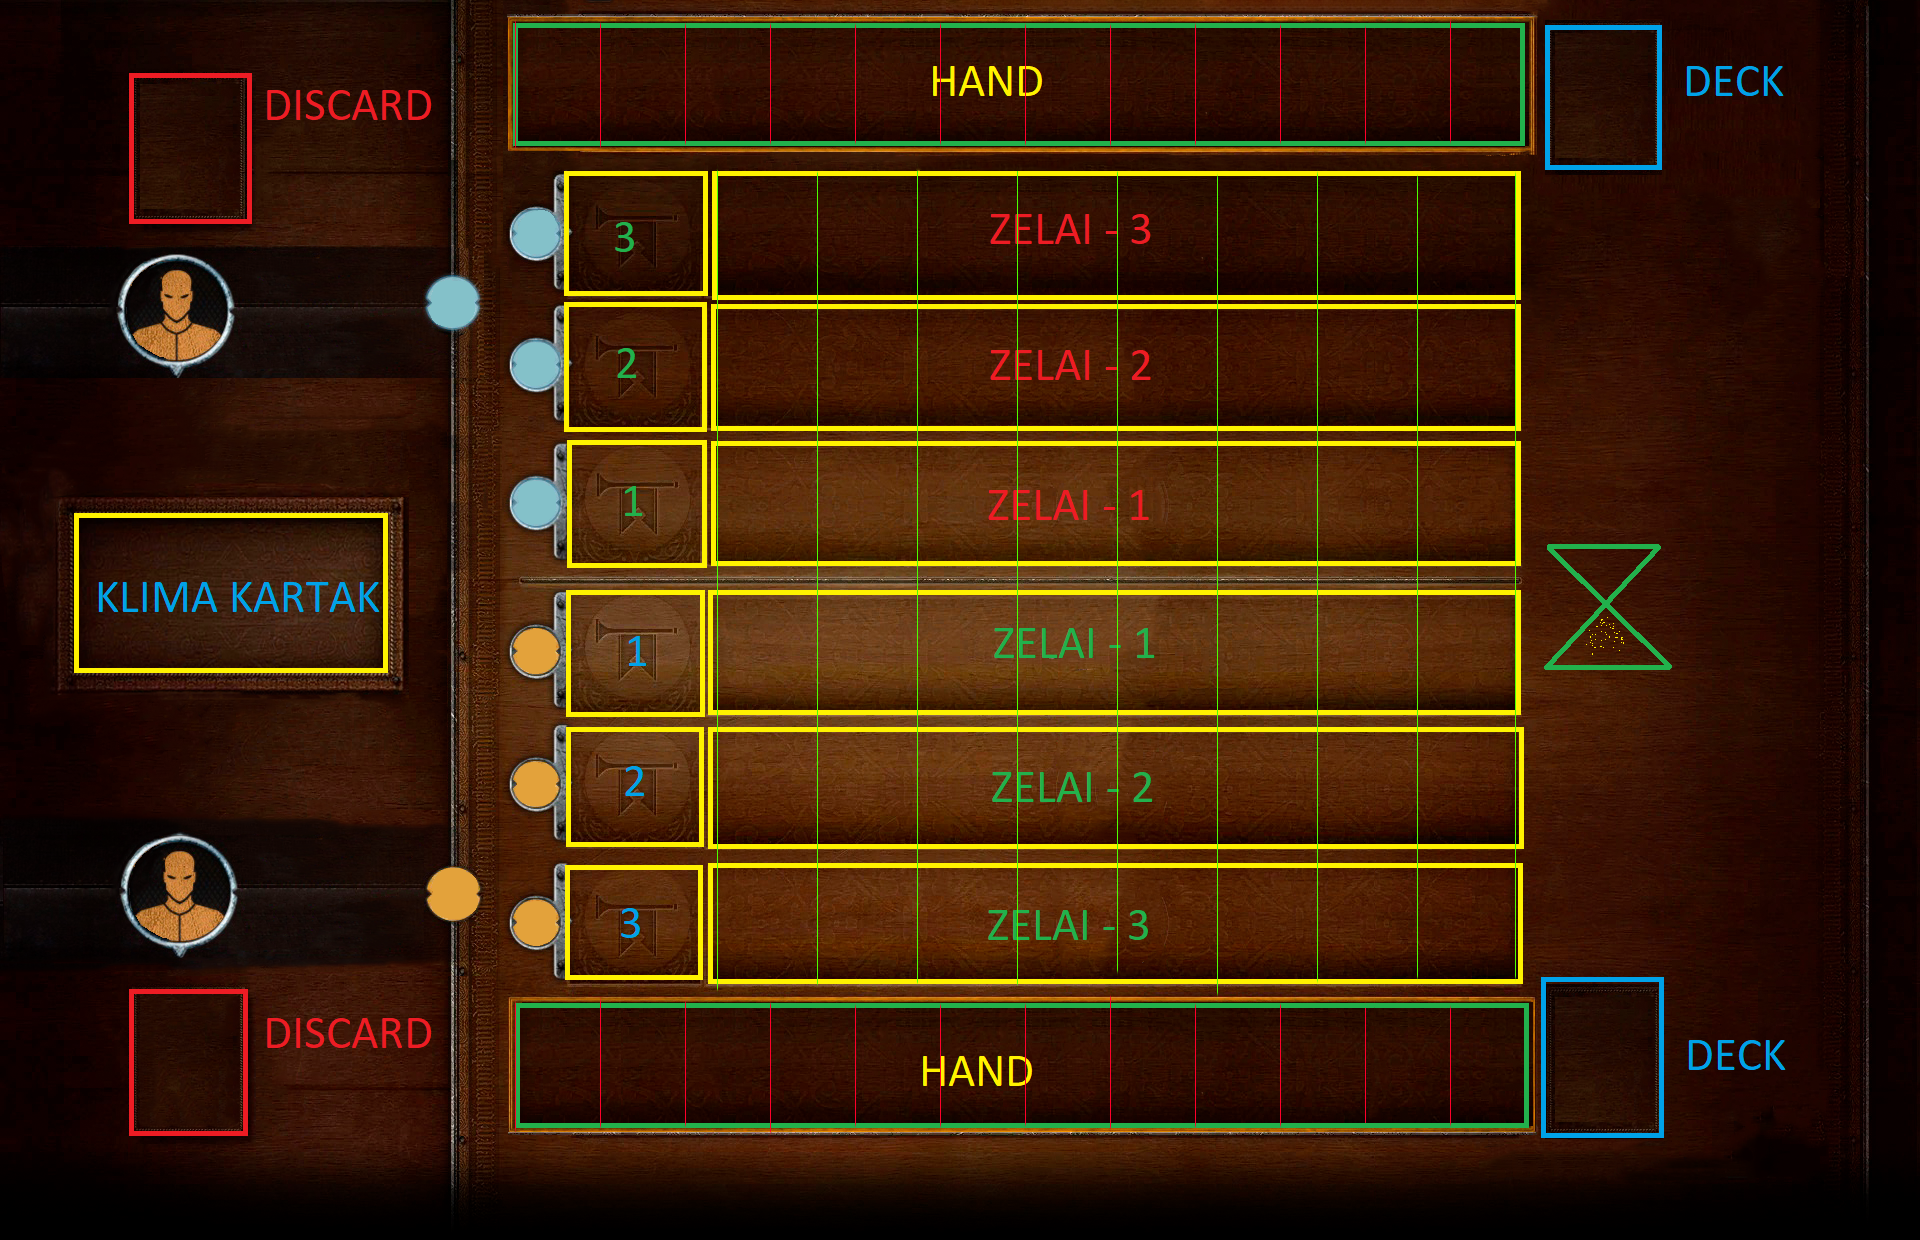 HAND
DECK
DISCARD
3
ZELAI - 3
2
ZELAI - 2
1
ZELAI - 1
KLIMA KARTAK
1
ZELAI - 1
2
ZELAI - 2
3
ZELAI - 3
DISCARD
HAND
DECK